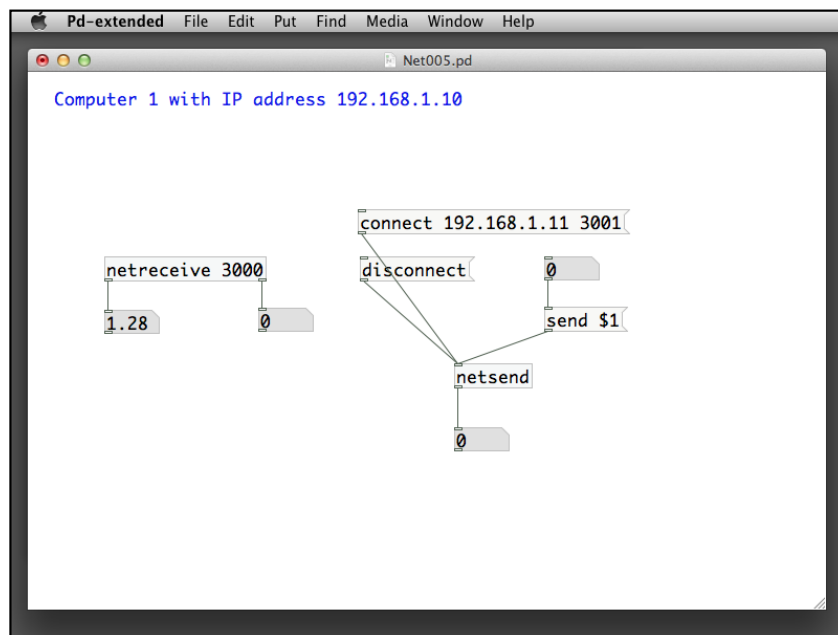 Pd-extended File Edit Put Find Media Window Help
Net005.pd
Computer 1 with IP address 192.168.1.10
connect 192.168.1.11 3001
netreceive 3000
disconnect
0
1.28
0
send $1
netsend
0